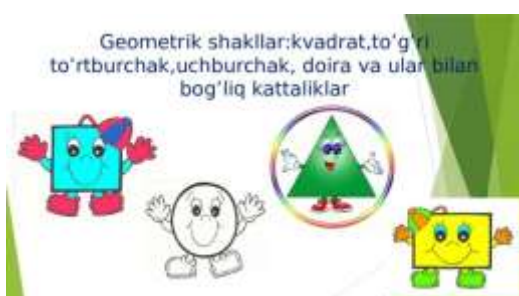 Geometrik shakllar:kvadrat,to‘g‘ri
to‘rtburchak,uchburchak, doira va ular bilan
bog‘liq kattaliklar